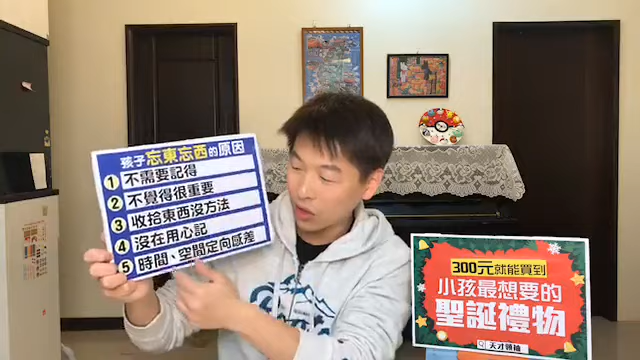 孩子忘東忘西的原因
1 不需要記得
2 不覺得很重要
3 收拾東西沒方法
4 沒在用心記
5 時間、空間定向感差
300元就能買到
小孩最想要的
聖誕禮物
天才領袖